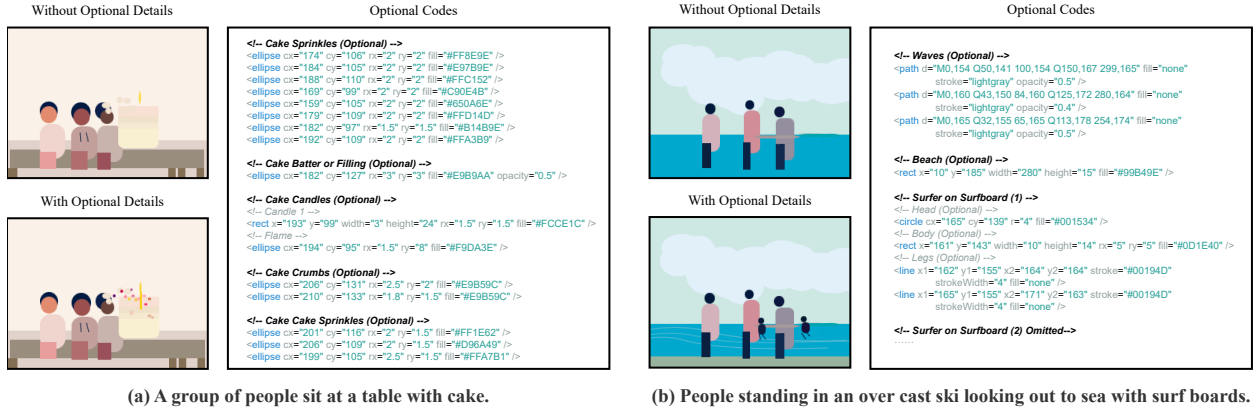 Without Optional Details
Optional Codes
<!-- Cake Sprinkles (Optional) -->
<ellipse cx="174" cy="106" rx="2" ry="2" fill="#FF8E9E" />
<ellipse cx="184" cy="105" rx="2" ry="2" fill="#E97B9E" />
<ellipse cx="188" cy="110" rx="2" ry="2" fill="#FFC152" />
<ellipse cx="169" cy="99" rx="2" ry="2" fill="#C90E4B" />
<ellipse cx="159" cy="105" rx="2" ry="2" fill="#650A6E" />
<ellipse cx="179" cy="109" rx="2" ry="2" fill="#FFD14D" />
<ellipse cx="182" cy="97" rx="1.5" ry="1.5" fill="#B14B9E" />
<ellipse cx="192" cy="109" rx="2" ry="2" fill="#FFA3B9" />
<!-- Cake Batter or Filling (Optional) -->
<ellipse cx="182" cy="127" rx="3" ry="3" fill="#E9B9AA" opacity="0.5" />
With Optional Details
<!-- Cake Candles (Optional) -->
<!-- Candle 1 -->
<rect x="193" y="99" width="3" height="24" rx="1.5" ry="1.5" fill="#FCCE1C" />
<!-- Flame -->
<ellipse cx="194" cy="95" rx="1.5" ry="8" fill="#F9DA3E" />
<!-- Cake Crumbs (Optional) -->
<ellipse cx="206" cy="131" rx="2.5" ry="2" fill="#E9B59C" />
<ellipse cx="210" cy="133" rx="1.8" ry="1.5" fill="#E9B59C" />
<!-- Cake Cake Sprinkles (Optional) -->
<ellipse cx="201" cy="116" rx="2" ry="1.5" fill="#FF1E62" />
<ellipse cx="206" cy="109" rx="2" ry="1.5" fill="#D96A49" />
<ellipse cx="199" cy="105" rx="2.5" ry="1.5" fill="#FFA7B1" />
(a) A group of people sit at a table with cake.
Without Optional Details
Optional Codes
<!-- Waves (Optional) -->
<path d="M0,154 Q50,141 100,154 Q150,167 299,165" fill="none"
stroke="lightgray" opacity="0.5" />
<path d="M0,160 Q43,150 84,160 Q125,172 280,164" fill="none"
stroke="lightgray" opacity="0.4" />
<path d="M0,165 Q32,155 65,165 Q113,178 254,174" fill="none"
stroke="lightgray" opacity="0.5" />
<!-- Beach (Optional) -->
<rect x="10" y="185" width="280" height="15" fill="#99B49E" />
With Optional Details
<!-- Surfer on Surfboard (1) -->
<!-- Head (Optional) -->
<circle cx="165" cy="139" r="4" fill="#001534" />
<!-- Body (Optional) -->
<rect x="161" y="143" width="10" height="14" rx="5" ry="5" fill="#0D1E40" />
<!-- Legs (Optional) -->
<line x1="162" y1="155" x2="164" y2="164" stroke="#00194D"
strokeWidth="4" fill="none" />
<line x1="165" y1="155" x2="171" y2="163" stroke="#00194D"
strokeWidth="4" fill="none" />
<!-- Surfer on Surfboard (2) Omitted-->
......
(b) People standing in an over cast ski looking out to sea with surf boards.